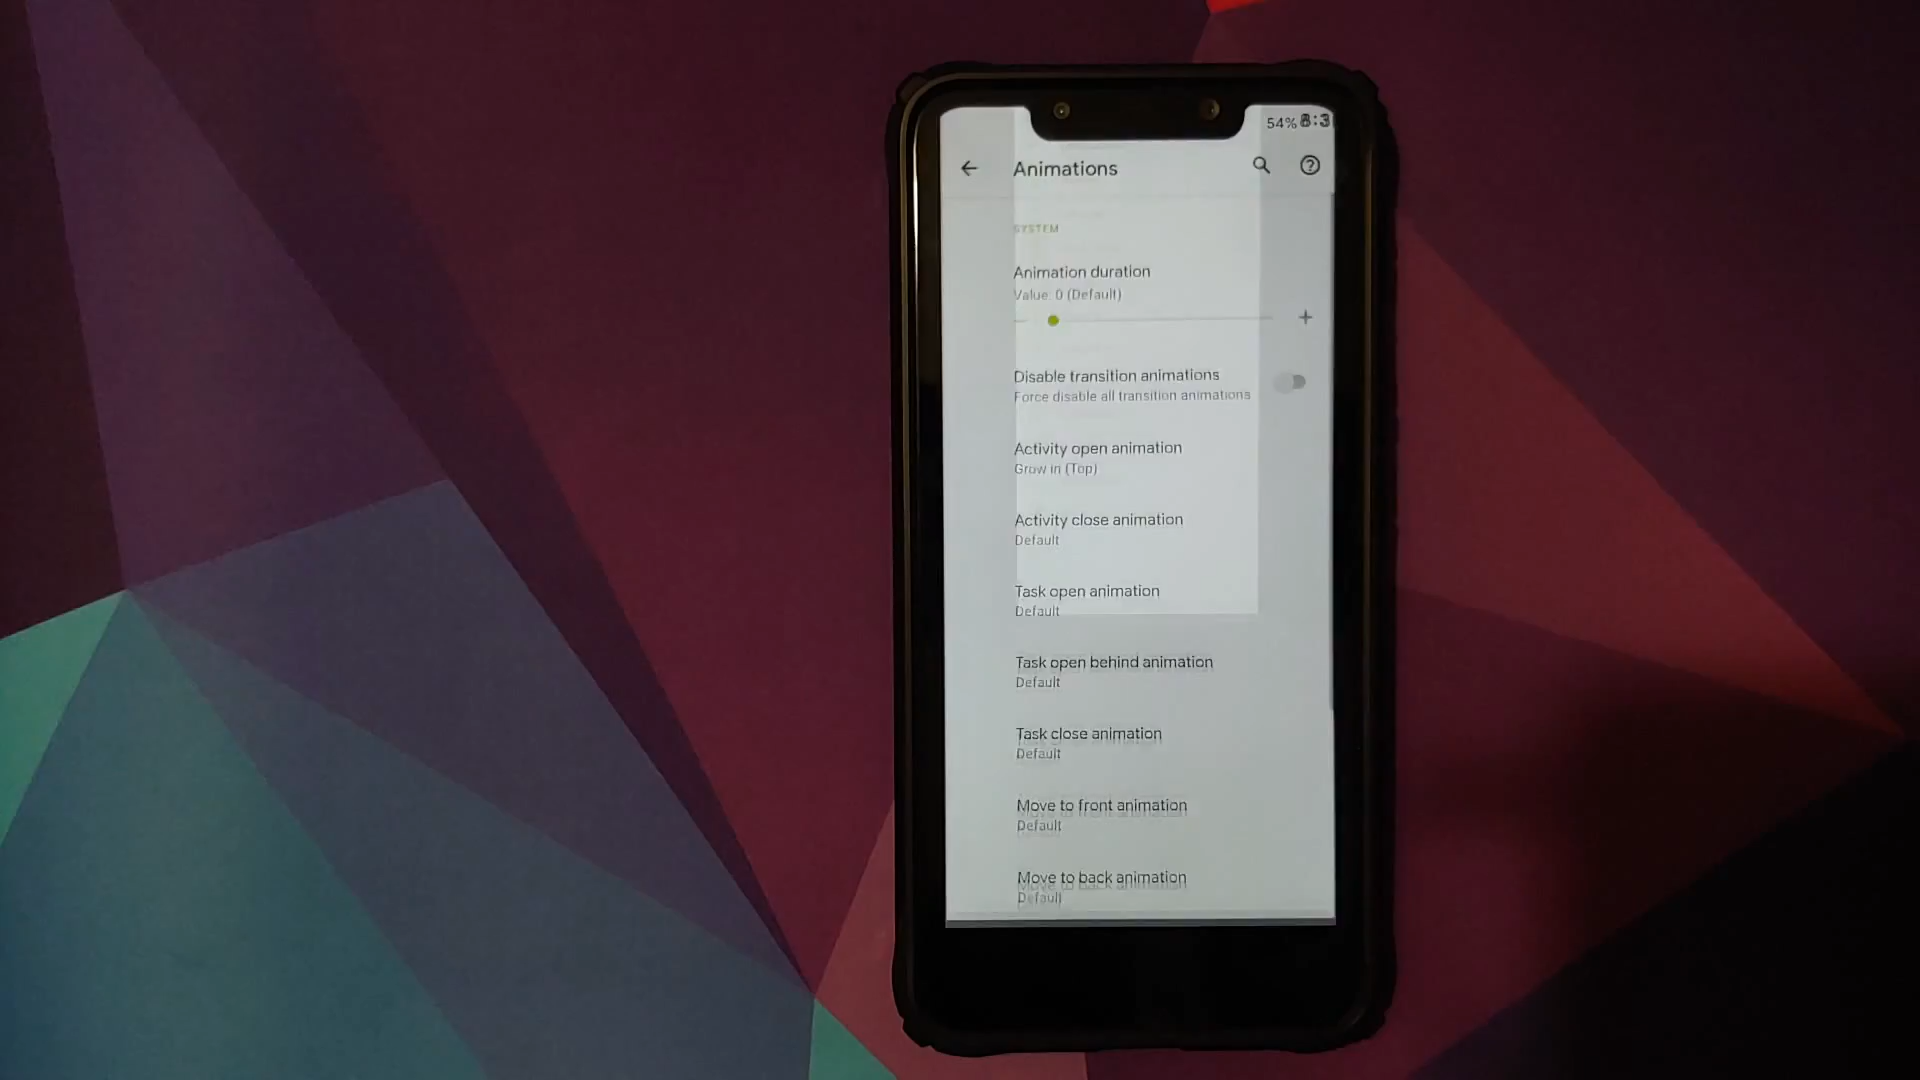 54% 8:3
Animations
SYSTEM
Animation duration
Value: 0 (Default)
Disable transition animations
Force disable all transition animations
Activity open animation
Grow in (Top)
Activity close animation
Default
Task open animation
Default
Task open behind animation
Default
Task close animation
Default
Move to front animation
Default
Move to back animation
Default